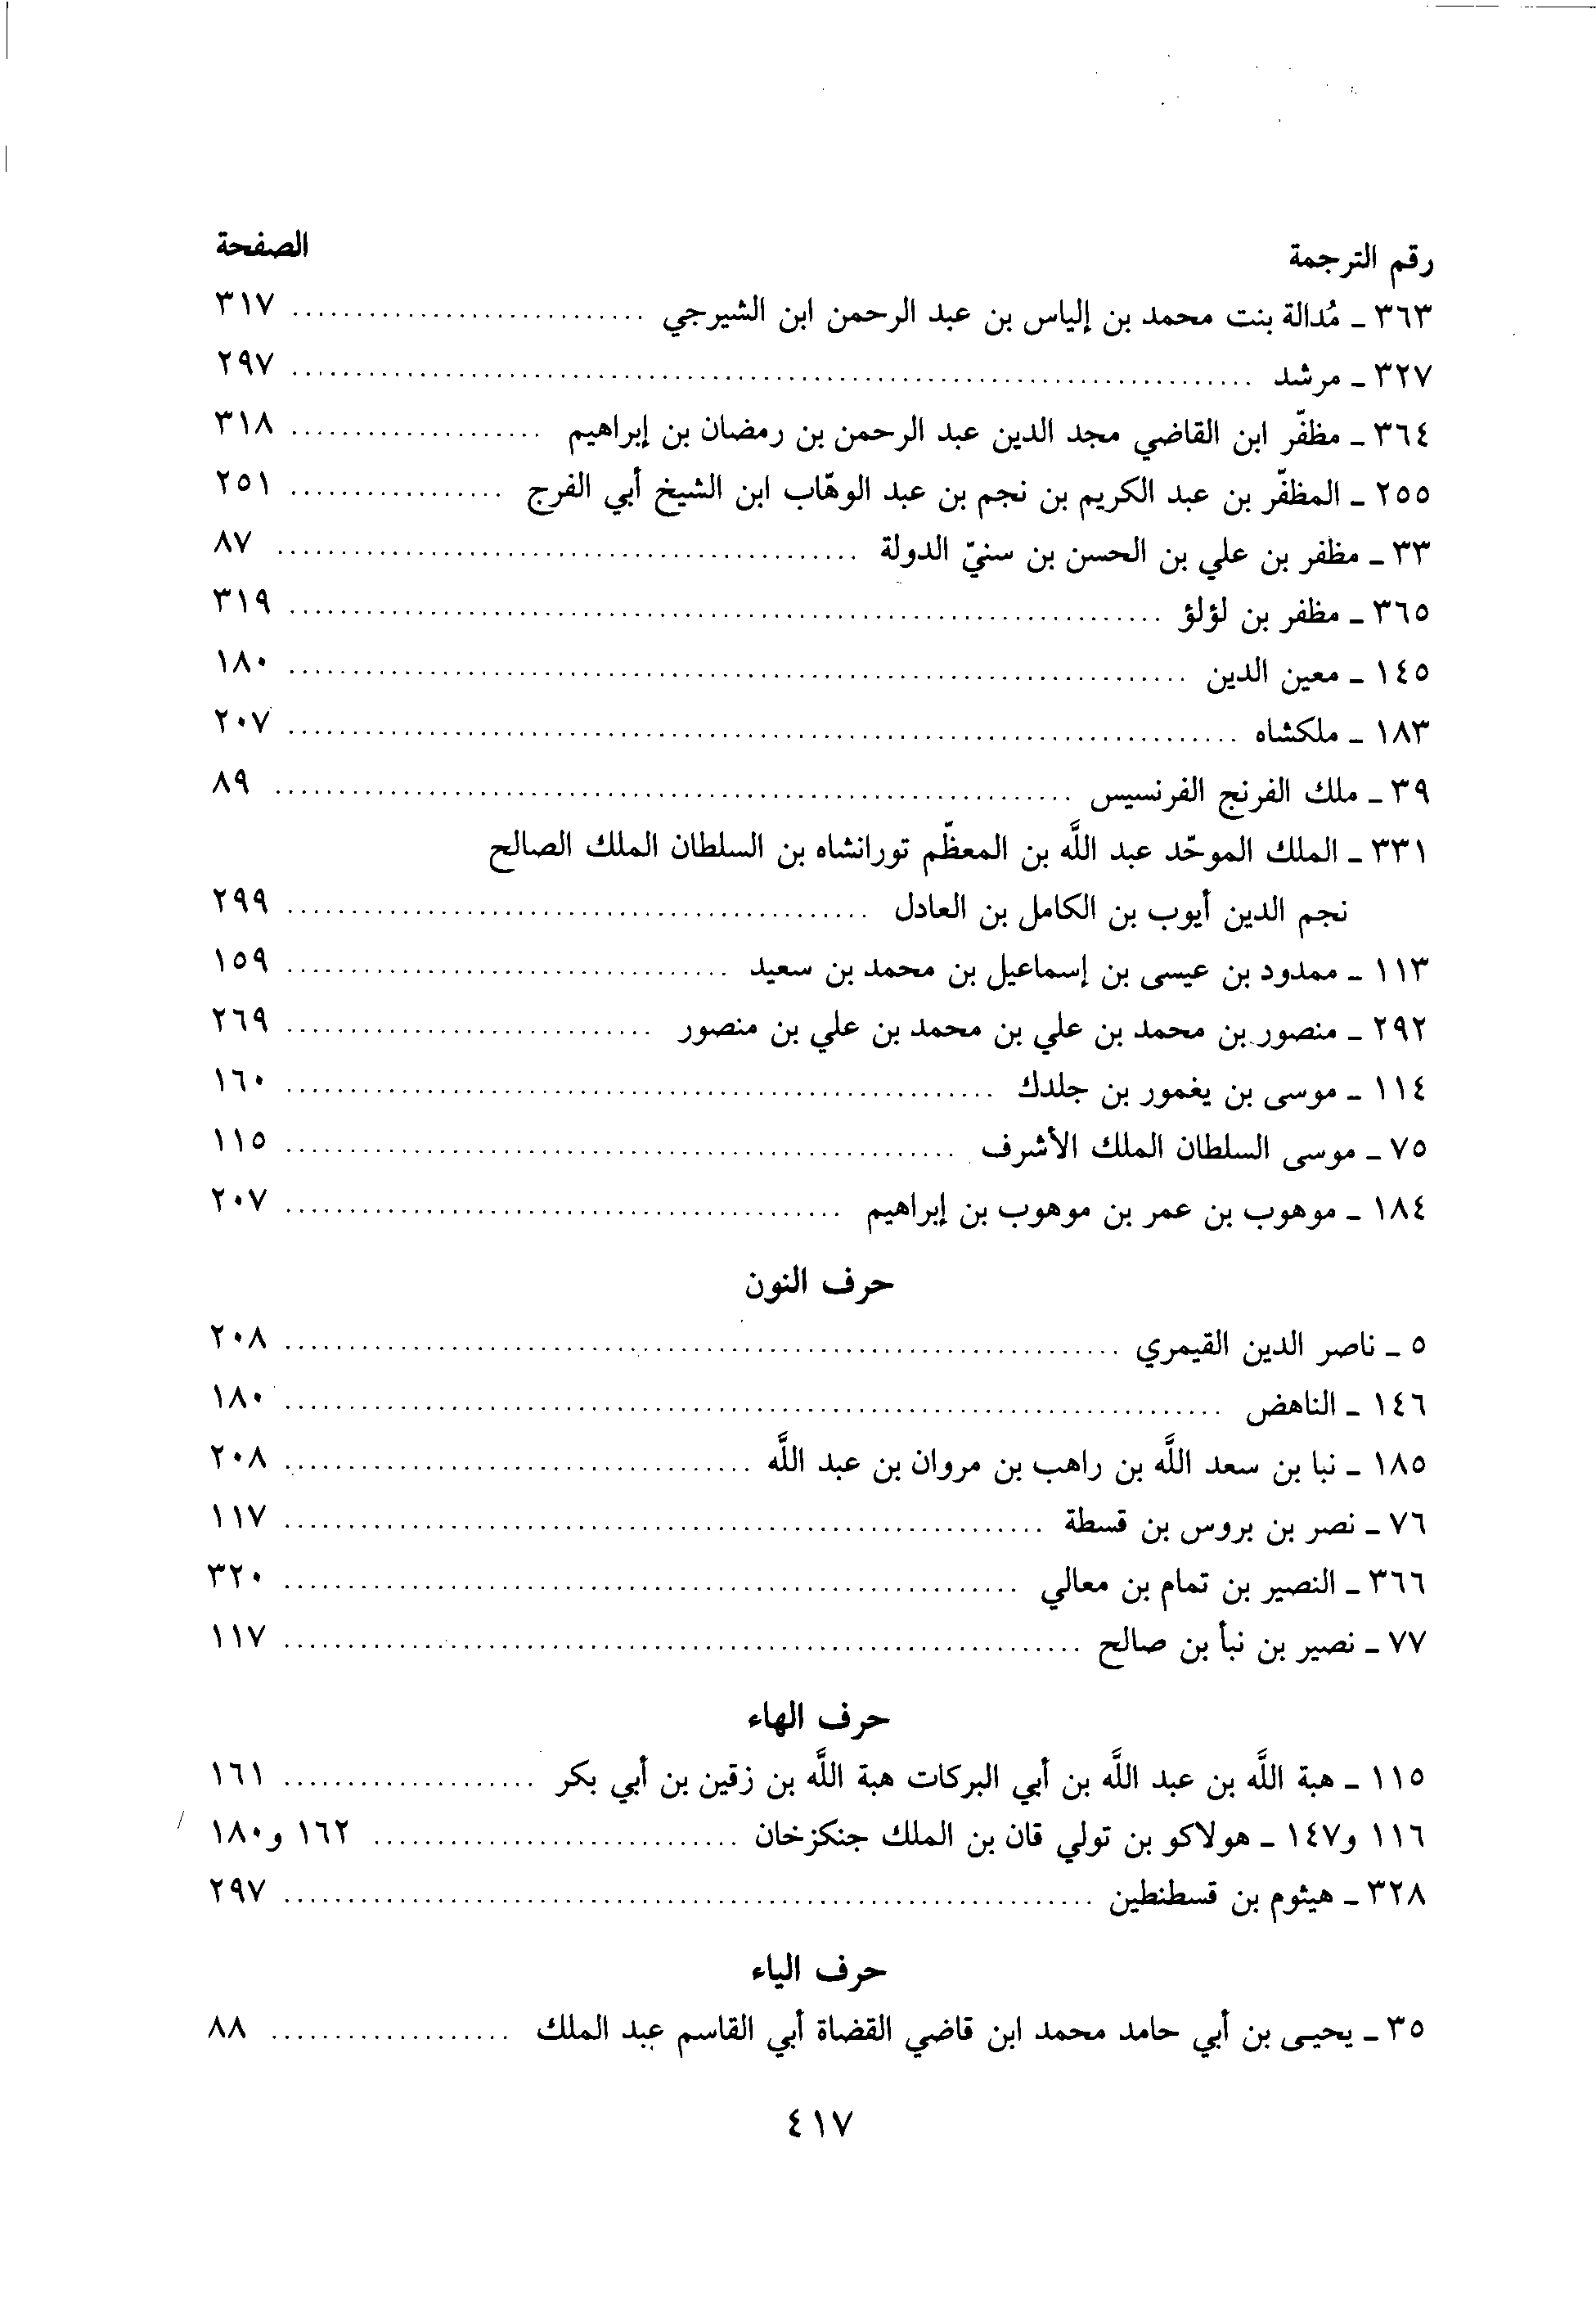 رقم الترجمة الصفحة
٣٦٣ ـ مُدالة بنت محمد بن إلياس بن عبد الرحمن ابن الشيرجي ............................ ٣١٧
٣٢٧ ـ مرشد ............................ ٢٩٧
٣٦٤ ـ مظفّر ابن القاضي مجد الدين عبد الرحمن بن رمضان بن إبراهيم .................... ٣١٨
٢٥٥ ـ المظفّر بن عبد الكريم بن نجم بن عبد الوهّاب ابن الشيخ أبي الفرج ................. ٢٥١
٣٣ ـ مظفر بن علي بن الحسن بن سنيّ الدولة ............................ ٨٧
٣٦٥ ـ مظفر بن لؤلؤ ............................ ٣١٩
١٤٥ ـ معين الدين ............................ ١٨٠
١٨٣ ـ ملكشاه ............................ ٢٠٧
٣٩ ـ ملك الفرنج الفرنسيس ............................ ٨٩
٣٣١ ـ الملك الموحّد عبد اللَّه بن المعظّم تورانشاه بن السلطان الملك الصالح
نجم الدين أيوب بن الكامل بن العادل ............................ ٢٩٩
١١٣ ـ ممدود بن عيسى بن إسماعيل بن محمد بن سعيد ............................ ١٥٩
٢٩٢ ـ منصور بن محمد بن علي بن محمد بن علي بن منصور ............................ ٢٦٩
١١٤ ـ موسى بن يغمور بن جلدك ............................ ١٦٠
٧٥ ـ موسى السلطان الملك الأشرف ............................ ١١٥
١٨٤ ـ موهوب بن عمر بن موهوب بن إبراهيم ............................ ٢٠٧
حرف النون
٥ ـ ناصر الدين القيمري ............................ ٢٠٨
١٤٦ ـ الناهض ............................ ١٨٠
١٨٥ ـ نبا بن سعد اللَّه بن راهب بن مروان بن عبد اللَّه ............................ ٢٠٨
٧٦ ـ نصر بن بروس بن قسطة ............................ ١١٧
٣٦٦ ـ النصير بن تمام بن معالي ............................ ٣٢٠
٧٧ ـ نصير بن نبأ بن صالح ............................ ١١٧
حرف الهاء
١١٥ ـ هبة اللَّه بن عبد اللَّه بن أبي البركات هبة اللَّه بن زقين بن أبي بكر .................... ١٦١
١١٦ و١٤٧ ـ هولاكو بن تولي قان بن الملك جنكزخان ............................ ١٦٢ و١٨٠
٣٢٨ ـ هيثوم بن قسطنطين ............................ ٢٩٧
حرف الياء
٣٥ ـ يحيى بن أبي حامد محمد ابن قاضي القضاة أبي القاسم عبد الملك ................... ٨٨
٤١٧